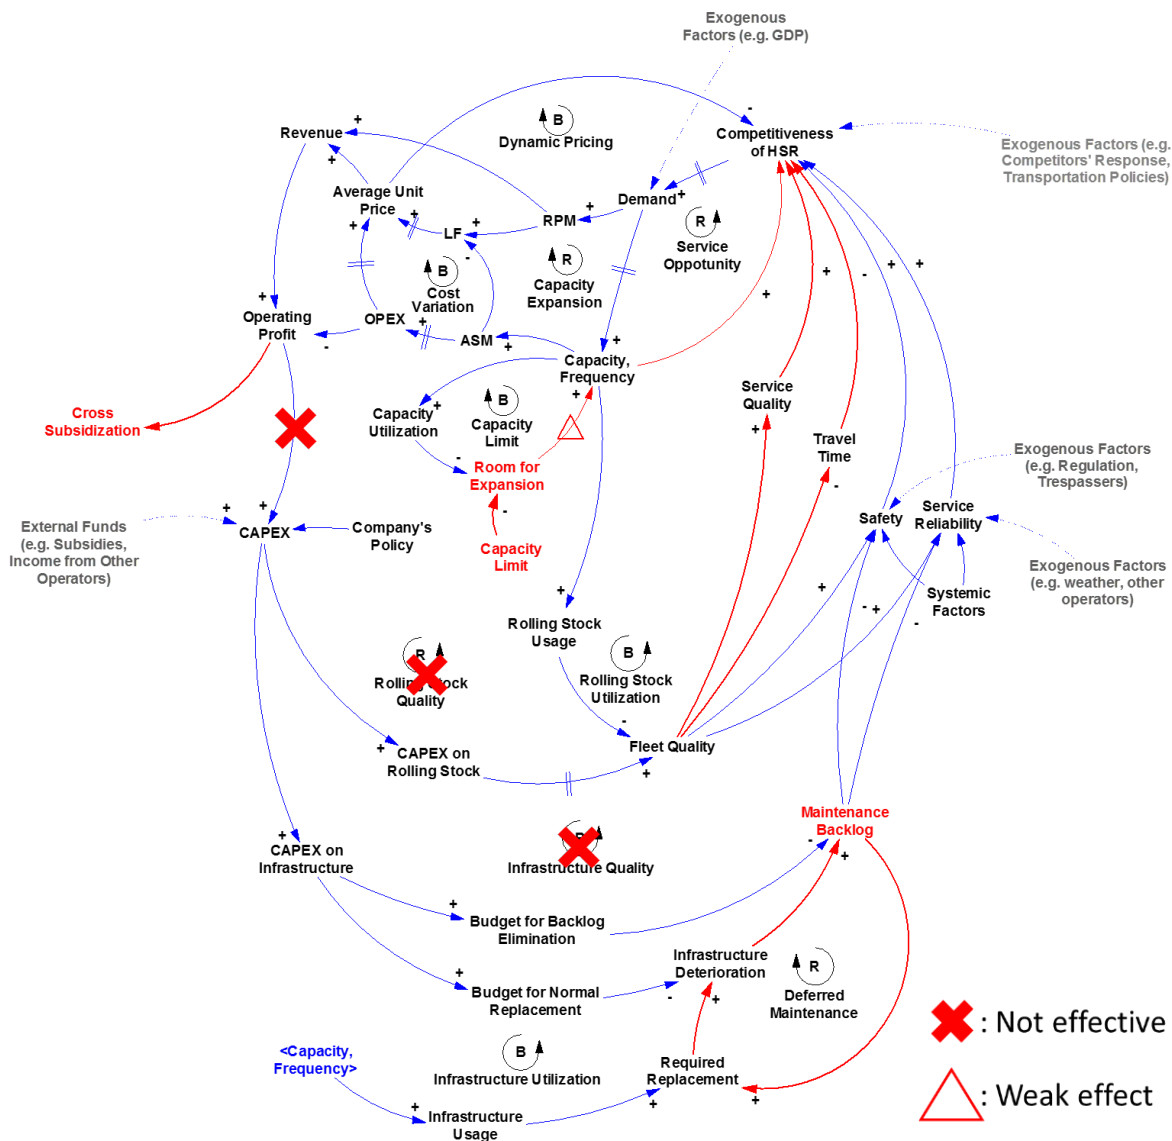 Exogenous
Factors (e.g. GDP)
Revenue
B
Dynamic Pricing
Competitiveness
of HSR
Exogenous Factors (e.g.
Competitors' Response,
Transportation Policies)
Average Unit
Price
LF
RPM
Demand
R
Service
Oppotunity
R
Capacity
Expansion
B
Cost
Variation
Operating
Profit
OPEX
ASM
Capacity,
Frequency
Cross
Subsidization
Capacity
Utilization
B
Capacity
Limit
Service
Quality
Travel
Time
Room for
Expansion
Exogenous Factors
(e.g. Regulation,
Trespassers)
External Funds
(e.g. Subsidies,
Income from Other
Operators)
CAPEX
Company's
Policy
Capacity
Limit
Safety
Service
Reliability
Exogenous Factors
(e.g. weather, other
operators)
Systemic
Factors
Rolling Stock
Usage
R
Rolling Stock
Quality
B
Rolling Stock
Utilization
CAPEX on
Rolling Stock
Fleet Quality
Maintenance
Backlog
CAPEX on
Infrastructure
Infrastructure Quality
Budget for Backlog
Elimination
Infrastructure
Deterioration
R
Deferred
Maintenance
Budget for Normal
Replacement
<Capacity,
Frequency>
B
Infrastructure Utilization
Required
Replacement
Infrastructure
Usage
: Not effective
: Weak effect